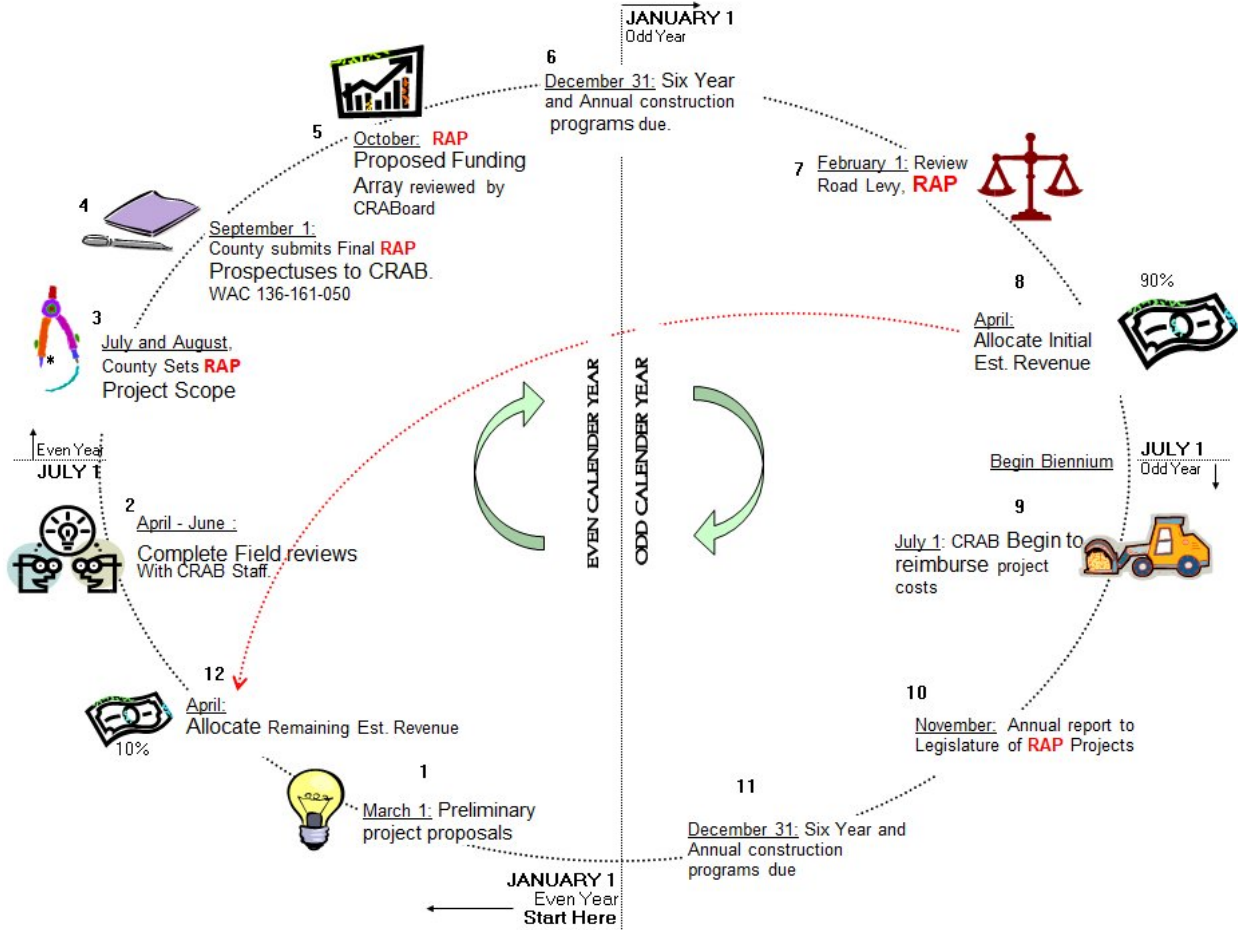 JANUARY 1
Odd Year
6
December 31: Six Year
and Annual construction
programs due.
5
October: RAP
Proposed Funding
Array reviewed by
CRABoard
7
February 1: Review
Road Levy, RAP
4
September 1:
County submits Final RAP
Prospectuses to CRAB.
WAC 136-161-050
3
*
July and August,
County Sets RAP
Project Scope
8
90%
April:
Allocate Initial
Est. Revenue
EVEN CALENDER YEAR
ODD CALENDER YEAR
Even Year
JULY 1
Begin Biennium
JULY 1
Odd Year
2
April - June :
Complete Field reviews
With CRAB Staff.
9
July 1: CRAB Begin to
reimburse project
costs
12
April:
Allocate Remaining Est. Revenue
10%
10
November: Annual report to
Legislature of RAP Projects
1
March 1: Preliminary
project proposals
11
December 31: Six Year and
Annual construction
programs due
JANUARY 1
Even Year
Start Here